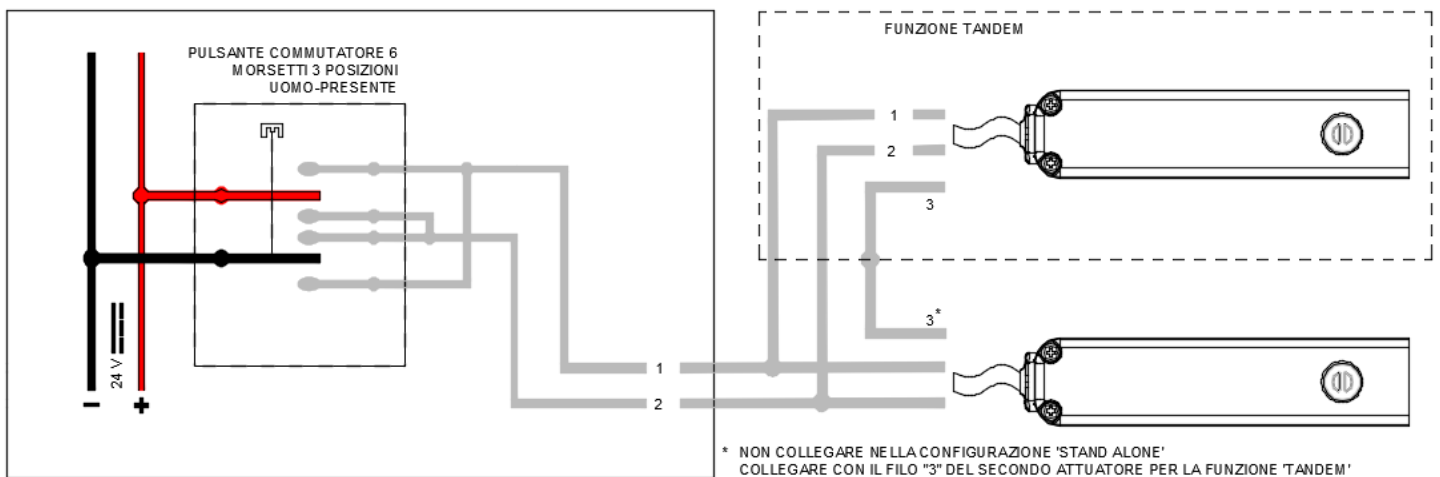 FUNZIONE TANDEM
PULSANTE COMMUTATORE 6
MORSETTI 3 POSIZIONI
UOMO-PRESENTE
1
2
3
3*
24 V
- +
1
2
* NON COLLEGARE NELLA CONFIGURAZIONE 'STAND ALONE'
COLLEGARE CON IL FILO "3" DEL SECONDO ATTUATORE PER LA FUNZIONE 'TANDEM'